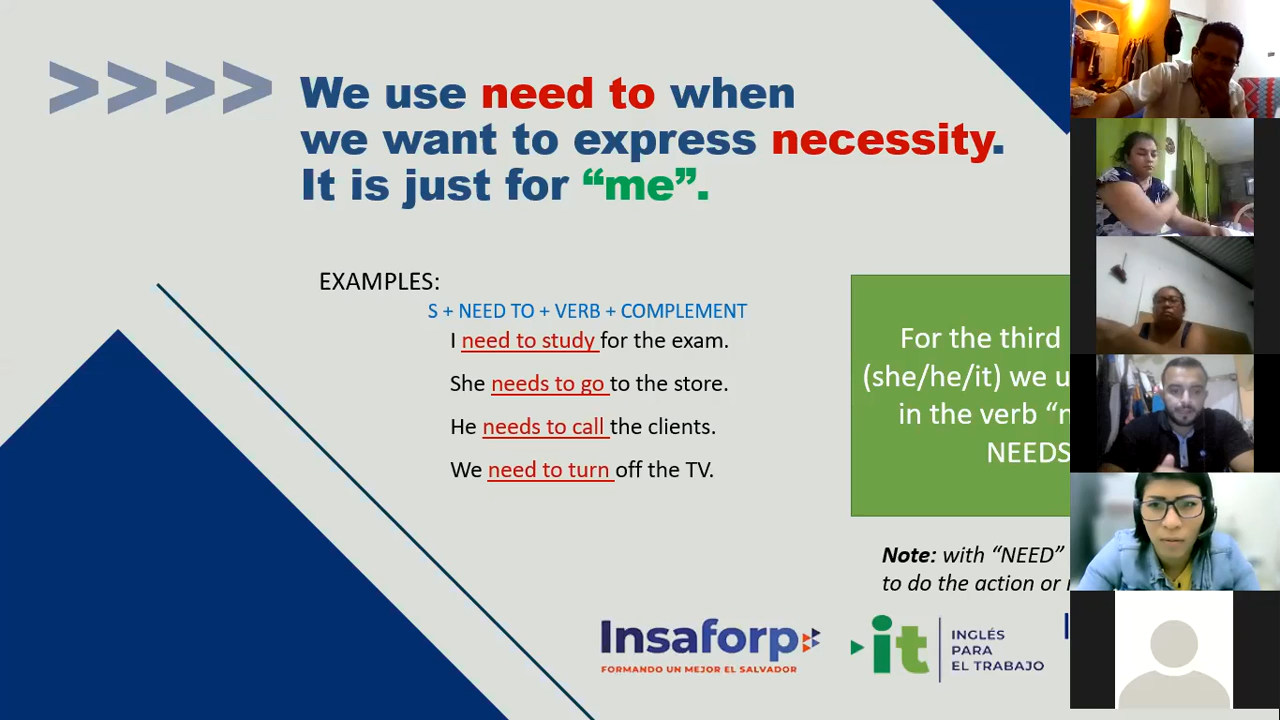 >>>> We use need to when
we want to express necessity.
It is just for “me”.
EXAMPLES:
S + NEED TO + VERB + COMPLEMENT
I need to study for the exam.
She needs to go to the store.
He needs to call the clients.
We need to turn off the TV.
For the third
(she/he/it) we
in the verb
NEEDS
Note: with “NEED”
to do the action or
Insaforp
FORMANDO UN MEJOR EL SALVADOR
it
INGLÉS
PARA
EL TRABAJO